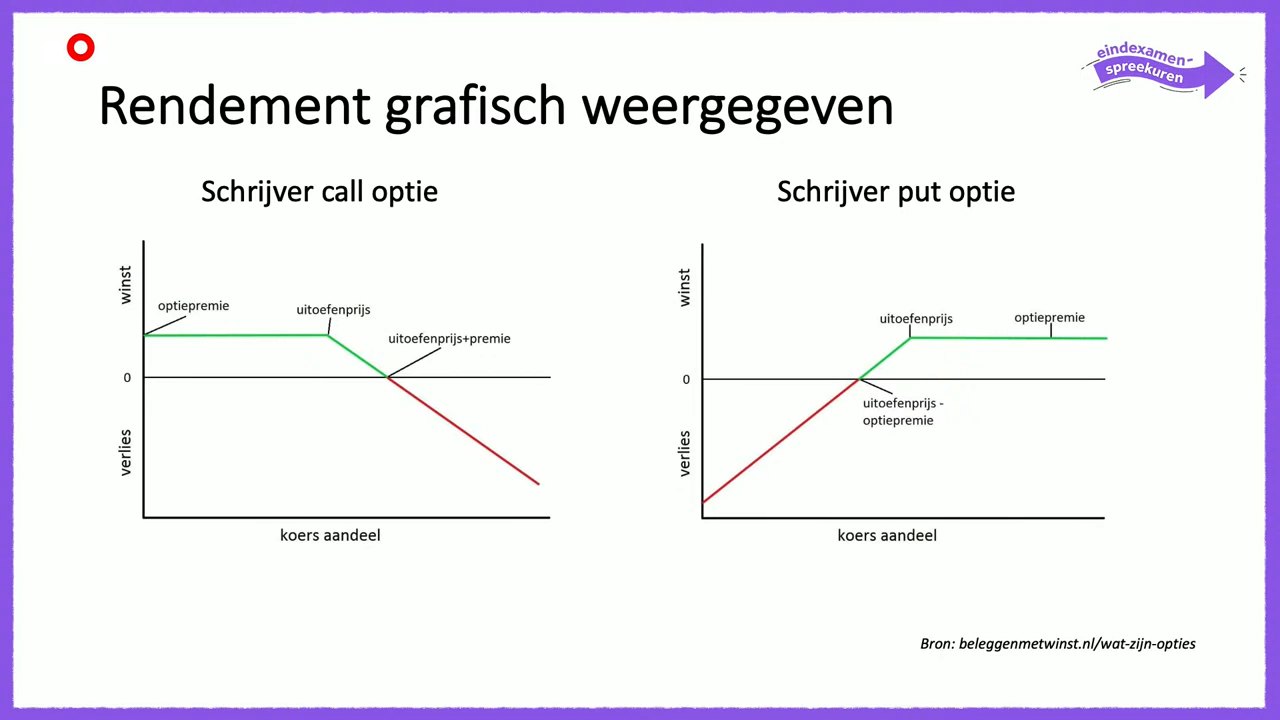 eindexamen-
spreekuren
Rendement grafisch weergegeven
Schrijver call optie
winst
optiepremie
uitoefenprijs
uitoefenprijs+premie
0
verlies
koers aandeel
Schrijver put optie
winst
uitoefenprijs
optiepremie
0
uitoefenprijs -
optiepremie
verlies
koers aandeel
Bron: beleggenmetwinst.nl/wat-zijn-opties